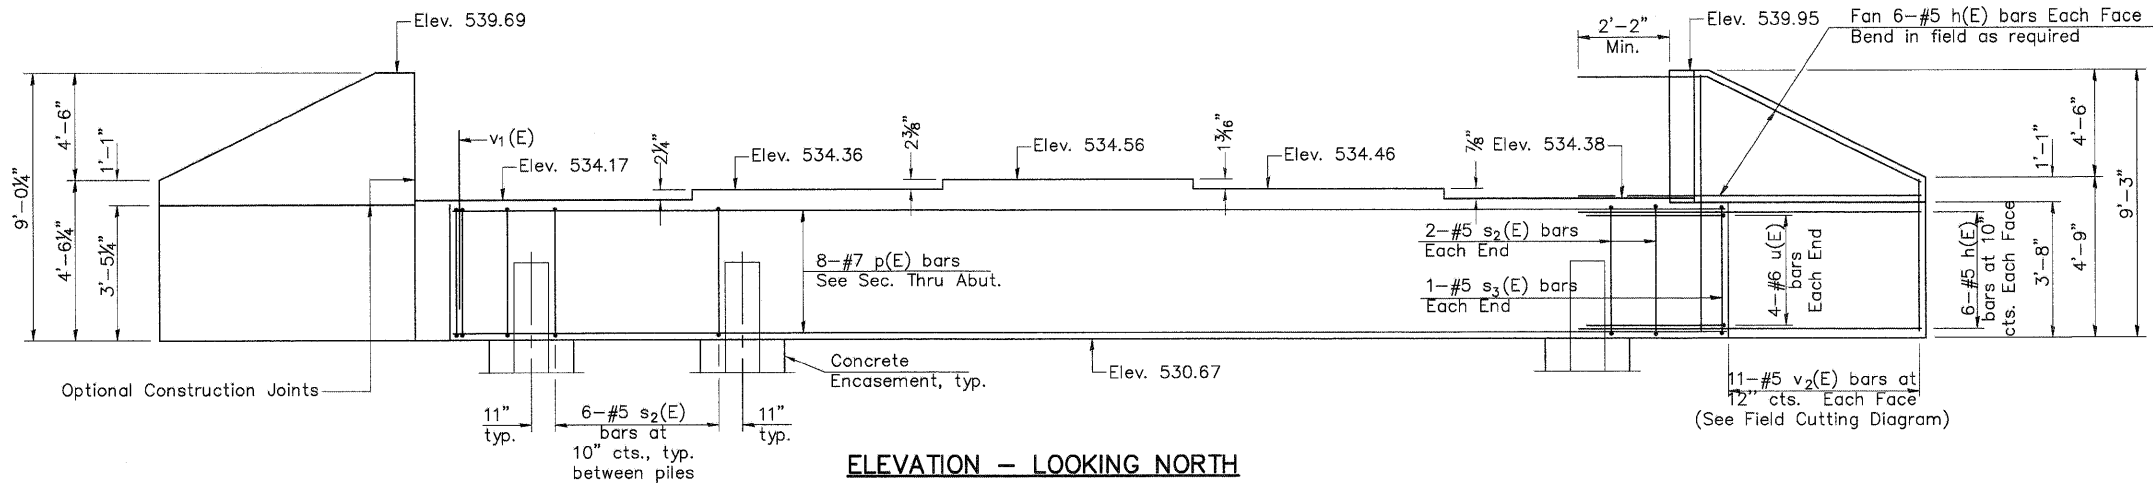 Elev. 539.69
Elev. 539.95
Fan 6-#5 h(E) bars Each Face
Bend in field as required
2'-2"
Min.
4'-6"
1'-1"
9'-0¼"
4'-6¼"
3'-5¼"
v₁(E)
Elev. 534.17
2¼"
Elev. 534.36
2⅜"
Elev. 534.56
1³⁄₁₆"
Elev. 534.46
⅞"
Elev. 534.38
4'-6"
1'-1"
9'-3"
4'-9"
3'-8"
8-#7 p(E) bars
See Sec. Thru Abut.
2-#5 s₂(E) bars
Each End
1-#5 s₃(E) bars
Each End
4-#6 u(E)
bars
Each End
6-#5 h(E)
bars at 10"
cts. Each Face
Optional Construction Joints
Concrete
Encasement, typ.
Elev. 530.67
11"
typ.
6-#5 s₂(E)
bars at
10" cts., typ.
between piles
11"
typ.
11-#5 v₂(E) bars at
12" cts. Each Face
(See Field Cutting Diagram)
ELEVATION - LOOKING NORTH